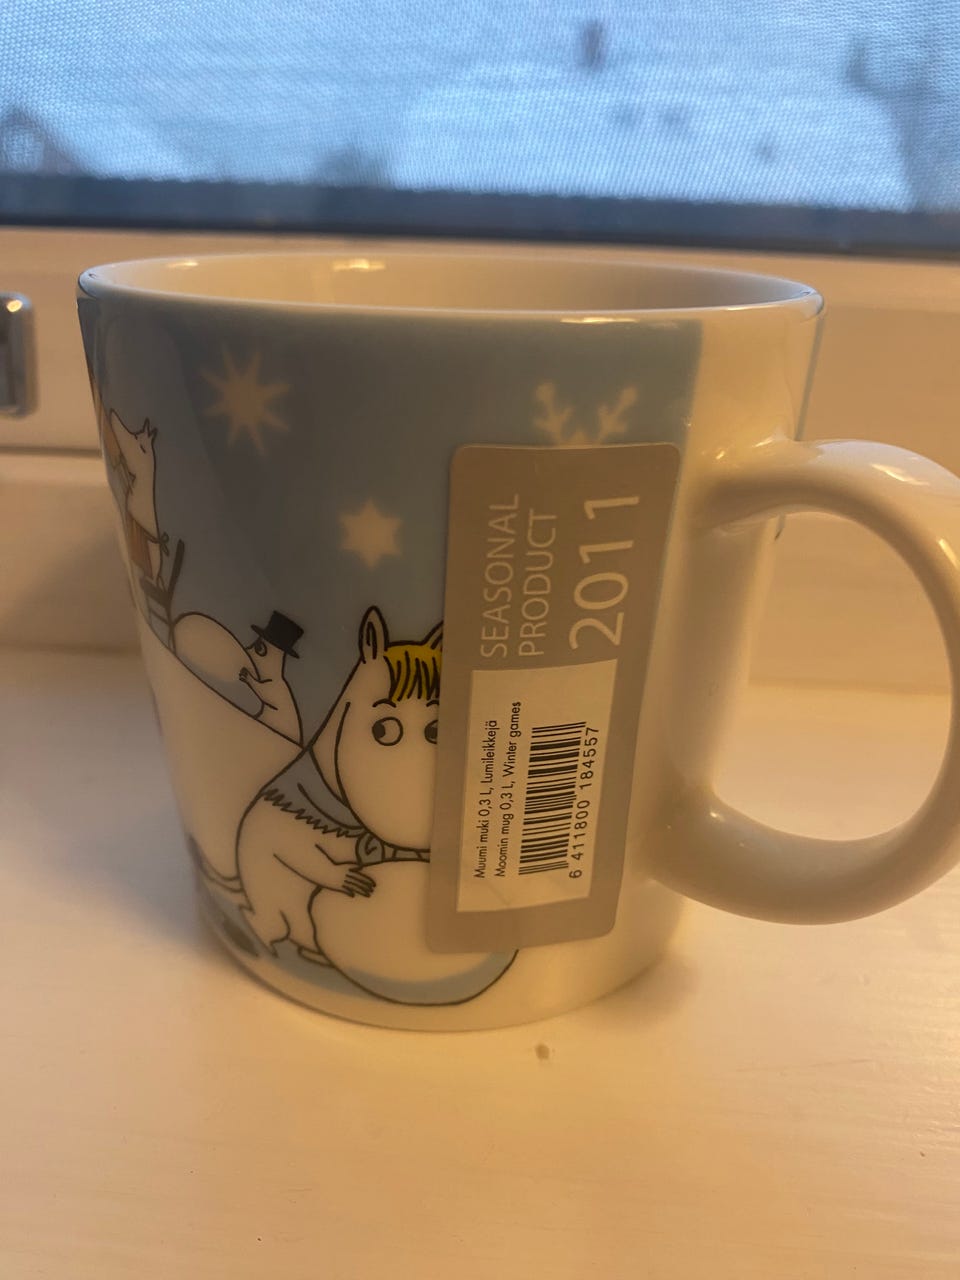 SEASONAL
PRODUCT
2011
Muumi muki 0,3 L, Lumileikkejä
Moomin mug 0,3 L, Winter games
6 411800 184557